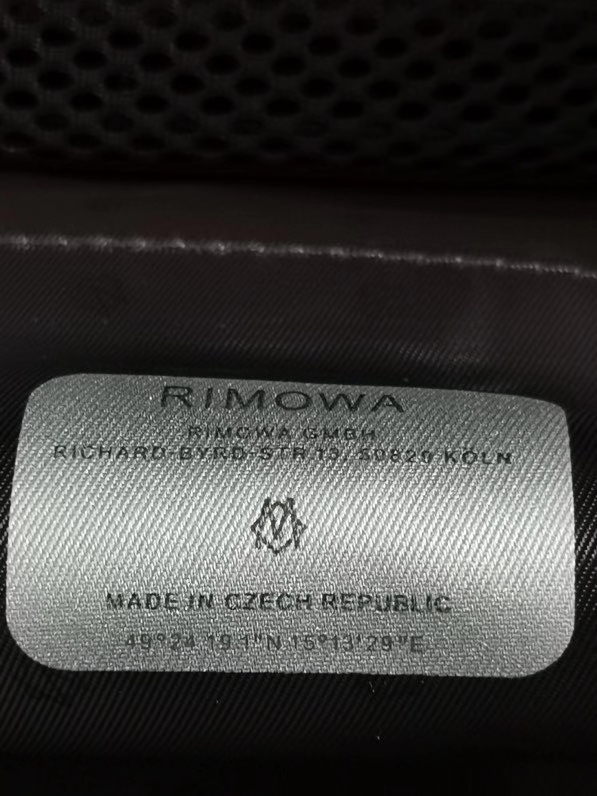 RIMOWA
RIMOWA GMBH
RICHARD-BYRD-STR.13, 50829 KÖLN
MADE IN CZECH REPUBLIC
49°24'19.1"N 15°13'29"E